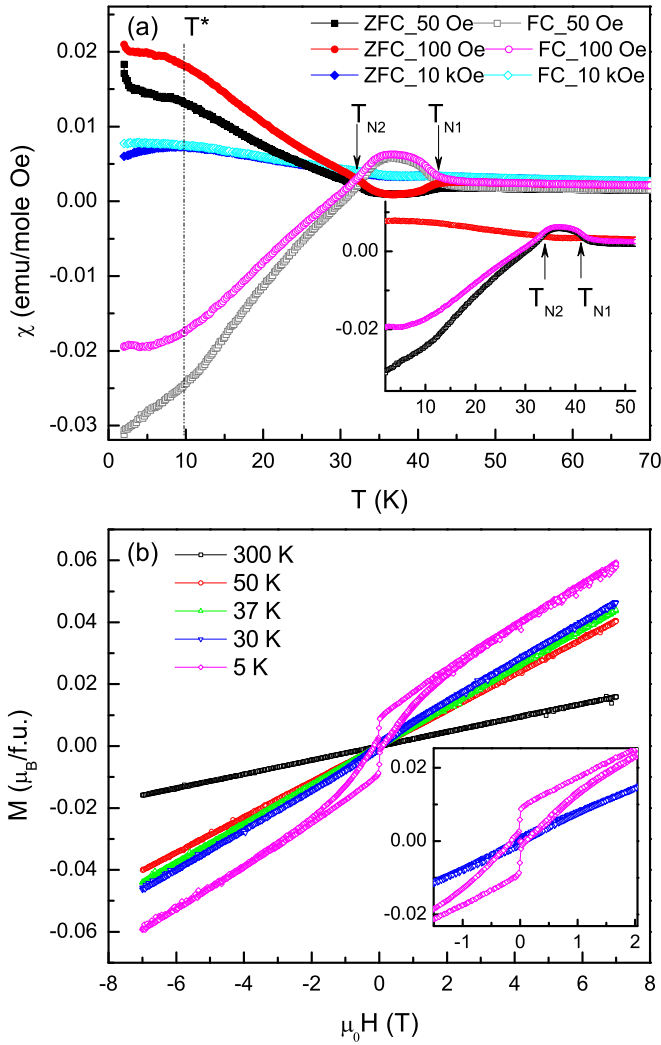 (a) T*
ZFC_50 Oe FC_50 Oe
ZFC_100 Oe FC_100 Oe
ZFC_10 kOe FC_10 kOe
T_N2 T_N1
0.02
0.01
0.00
-0.01
-0.02
-0.03
χ (emu/mole Oe)
0.00
-0.02
T_N2 T_N1
10 20 30 40 50
0 10 20 30 40 50 60 70
T (K)
(b)
300 K
50 K
37 K
30 K
5 K
0.06
0.04
0.02
0.00
-0.02
-0.04
-0.06
M (μ_B/f.u.)
0.02
0.00
-0.02
-1 0 1 2
-8 -6 -4 -2 0 2 4 6 8
μ_0H (T)